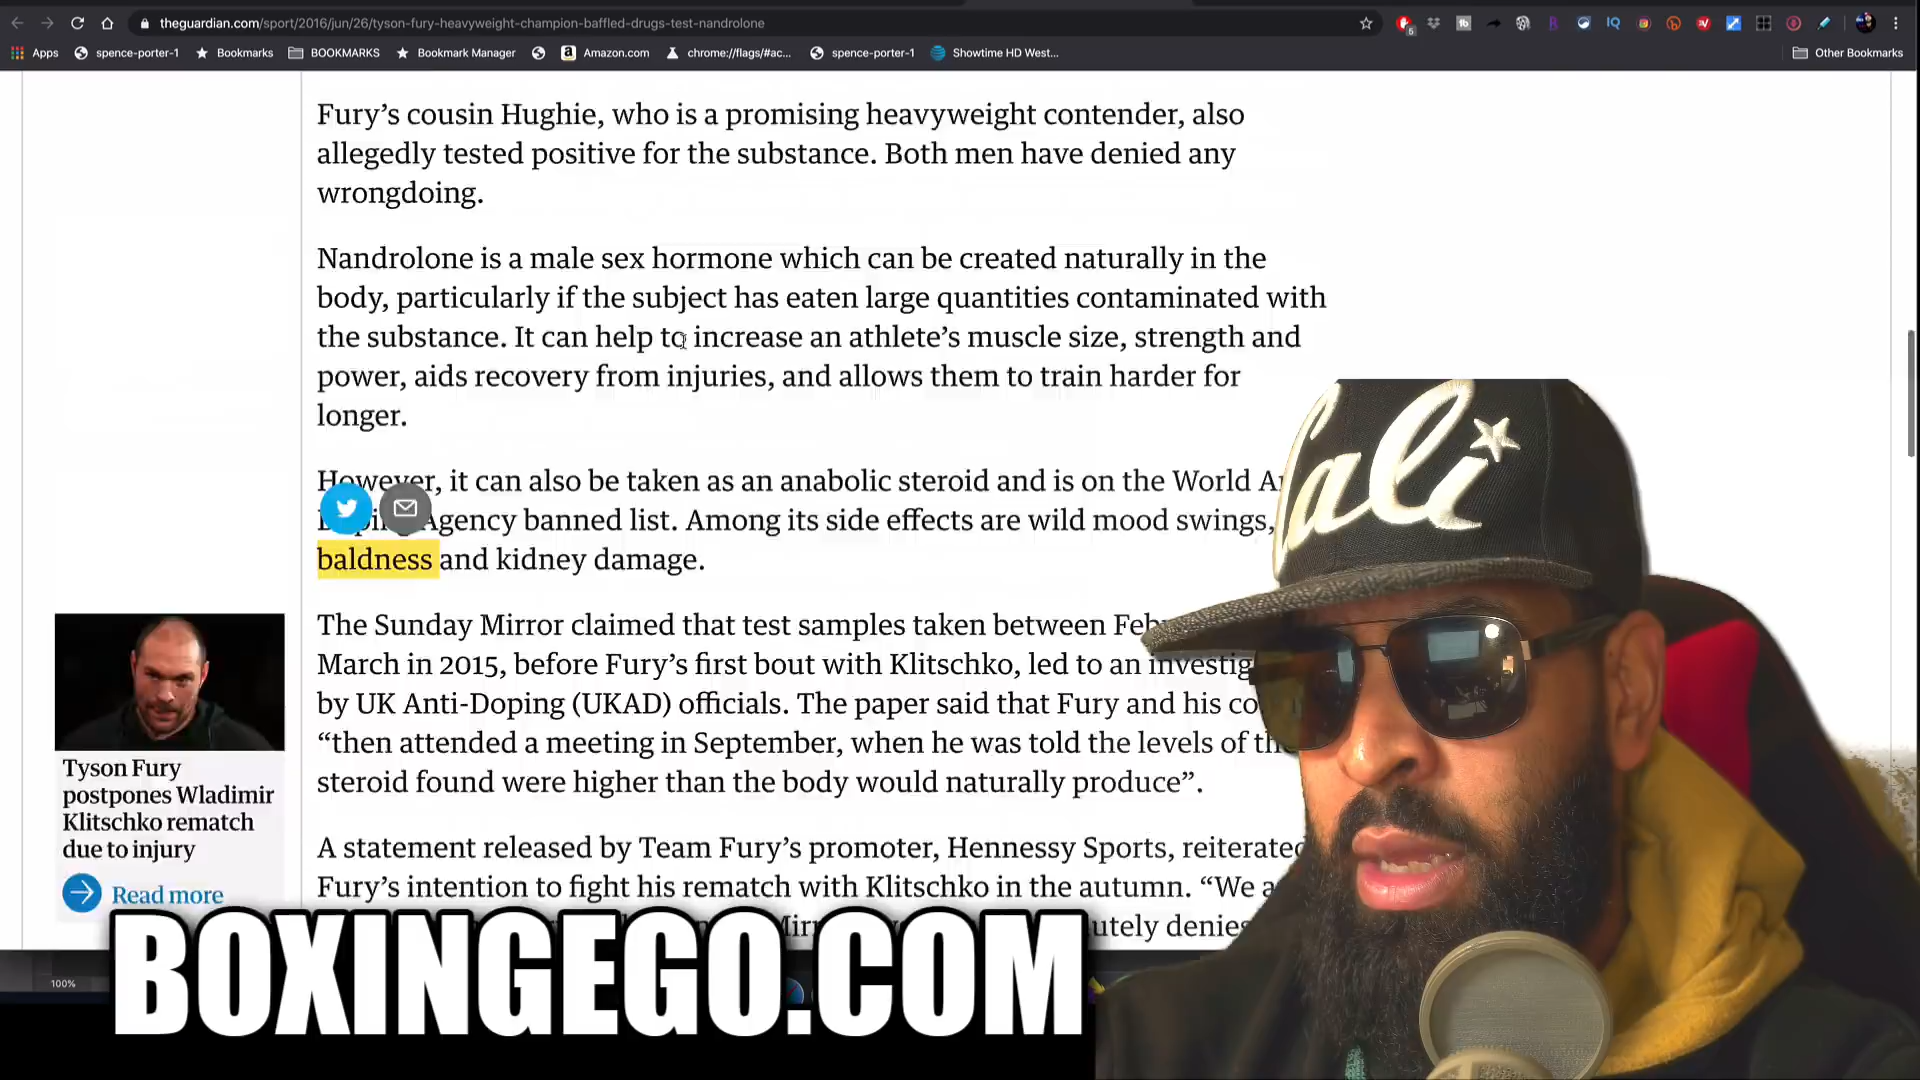 theguardian.com/sport/2016/jun/26/tyson-fury-heavyweight-champion-baffled-drugs-test-nandrolone
Apps spence-porter-1 Bookmarks BOOKMARKS Bookmark Manager Amazon.com chrome://flags/#ac... spence-porter-1 Showtime HD West... Other Bookmarks
Fury’s cousin Hughie, who is a promising heavyweight contender, also
allegedly tested positive for the substance. Both men have denied any
wrongdoing.
Nandrolone is a male sex hormone which can be created naturally in the
body, particularly if the subject has eaten large quantities contaminated with
the substance. It can help to increase an athlete’s muscle size, strength and
power, aids recovery from injuries, and allows them to train harder for
longer.
However, it can also be taken as an anabolic steroid and is on the World
Agency banned list. Among its side effects are wild mood swings,
baldness and kidney damage.
The Sunday Mirror claimed that test samples taken between
March in 2015, before Fury’s first bout with Klitschko, led to an
by UK Anti-Doping (UKAD) officials. The paper said that Fury and his
“then attended a meeting in September, when he was told the levels of
steroid found were higher than the body would naturally produce”.
A statement released by Team Fury’s promoter, Hennessy Sports, reiterated
Fury’s intention to fight his rematch with Klitschko in the autumn. “We
Tyson Fury
postpones Wladimir
Klitschko rematch
due to injury
Read more
100%
BOXINGEGO.COM
Cali